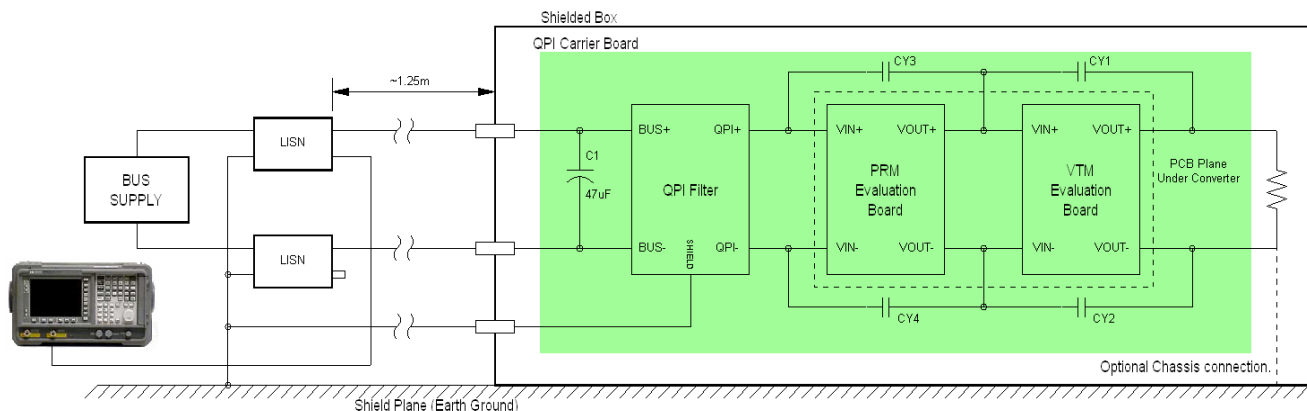 Shielded Box
QPI Carrier Board
~1.25m
CY3
CY1
BUS+
QPI+
VIN+
VOUT+
VIN+
VOUT+
LISN
C1
47uF
BUS
SUPPLY
QPI Filter
PRM
Evaluation
Board
VTM
Evaluation
Board
PCB Plane
Under Converter
LISN
BUS-
SHIELD
QPI-
VIN-
VOUT-
VIN-
VOUT-
CY4
CY2
Optional Chassis connection.
Shield Plane (Earth Ground)